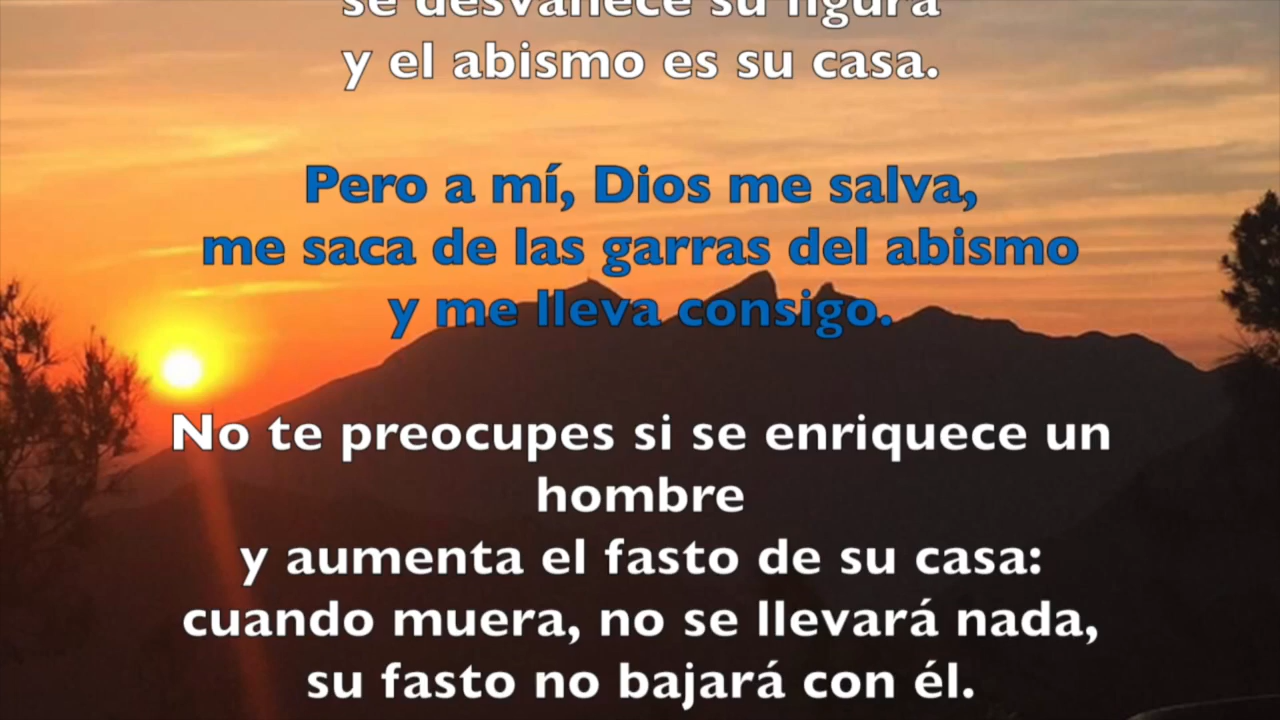 se desvanece su figura
y el abismo es su casa.
Pero a mí, Dios me salva,
me saca de las garras del abismo
y me lleva consigo.
No te preocupes si se enriquece un
hombre
y aumenta el fasto de su casa:
cuando muera, no se llevará nada,
su fasto no bajará con él.